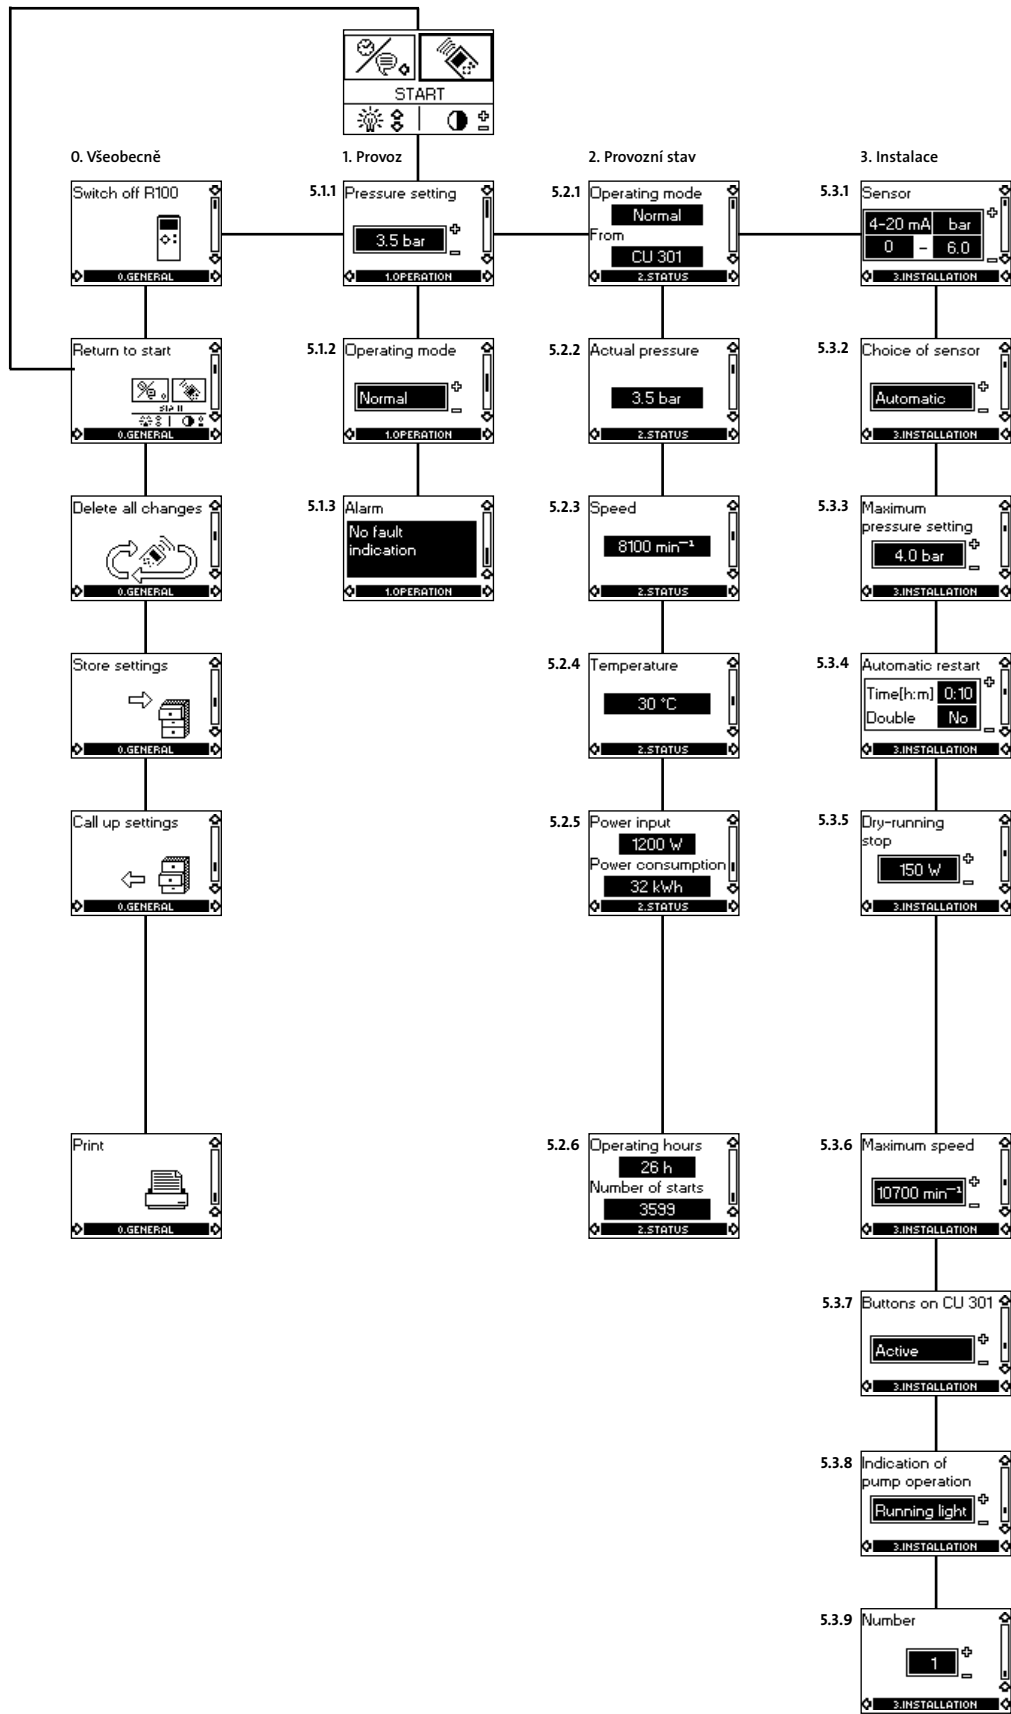 START
0. Všeobecně
1. Provoz
2. Provozní stav
3. Instalace
Switch off R100
0.GENERAL
Return to start
START
0.GENERAL
Delete all changes
0.GENERAL
Store settings
0.GENERAL
Call up settings
0.GENERAL
Print
0.GENERAL
5.1.1
Pressure setting
3.5 bar
1.OPERATION
5.1.2
Operating mode
Normal
1.OPERATION
5.1.3
Alarm
No fault
indication
1.OPERATION
5.2.1
Operating mode
Normal
From
CU 301
2.STATUS
5.2.2
Actual pressure
3.5 bar
2.STATUS
5.2.3
Speed
8100 min⁻¹
2.STATUS
5.2.4
Temperature
30 °C
2.STATUS
5.2.5
Power input
1200 W
Power consumption
32 kWh
2.STATUS
5.2.6
Operating hours
26 h
Number of starts
3599
2.STATUS
5.3.1
Sensor
4-20 mA bar
0 - 6.0
3.INSTALLATION
5.3.2
Choice of sensor
Automatic
3.INSTALLATION
5.3.3
Maximum
pressure setting
4.0 bar
3.INSTALLATION
5.3.4
Automatic restart
Time[h:m] 0:10
Double No
3.INSTALLATION
5.3.5
Dry-running
stop
150 W
3.INSTALLATION
5.3.6
Maximum speed
10700 min⁻¹
3.INSTALLATION
5.3.7
Buttons on CU 301
Active
3.INSTALLATION
5.3.8
Indication of
pump operation
Running light
3.INSTALLATION
5.3.9
Number
1
3.INSTALLATION